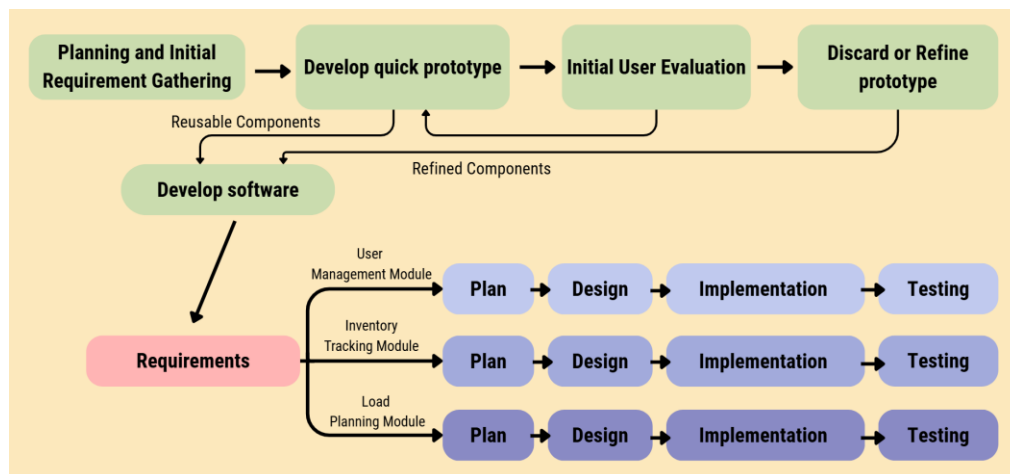 Planning and Initial
Requirement Gathering
Develop quick prototype
Initial User Evaluation
Discard or Refine
prototype
Reusable Components
Refined Components
Develop software
User
Management Module
Plan
Design
Implementation
Testing
Requirements
Inventory
Tracking Module
Plan
Design
Implementation
Testing
Load
Planning Module
Plan
Design
Implementation
Testing